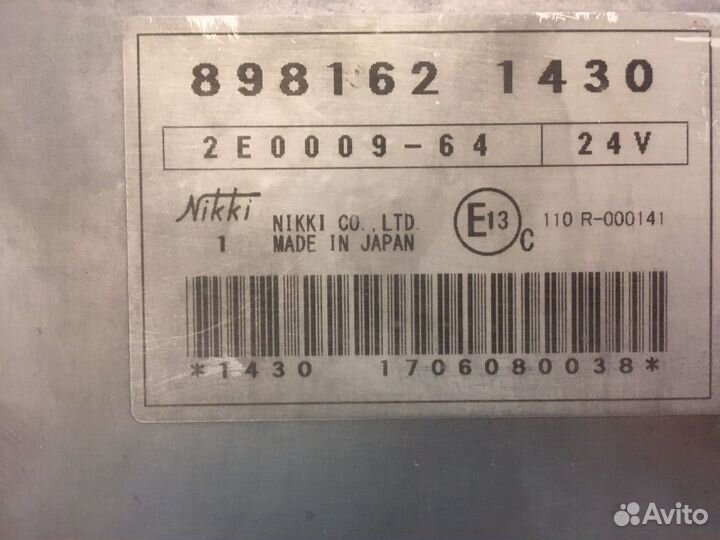 898162 1430
2E0009-64 24V
Nikki
1
NIKKI CO.,LTD.
MADE IN JAPAN
E13 C 110 R-000141
*1430 1706080038*
Avito